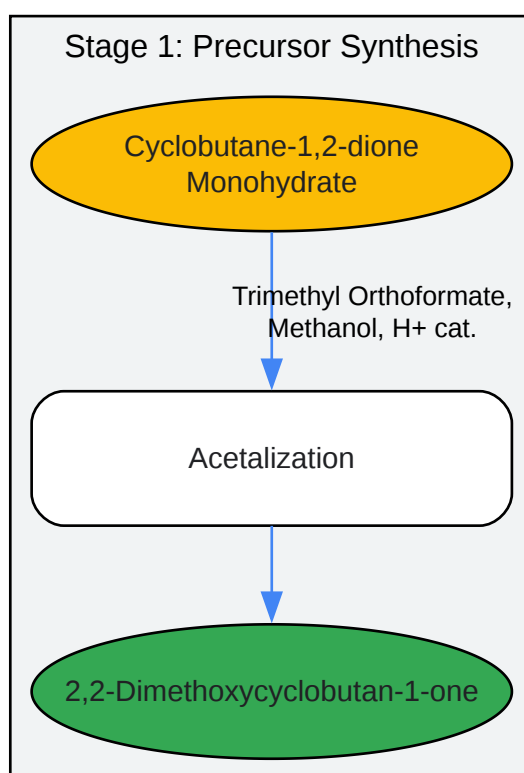 Stage 1: Precursor Synthesis
Cyclobutane-1,2-dione
Monohydrate
Trimethyl Orthoformate,
Methanol, H+ cat.
Acetalization
2,2-Dimethoxycyclobutan-1-one